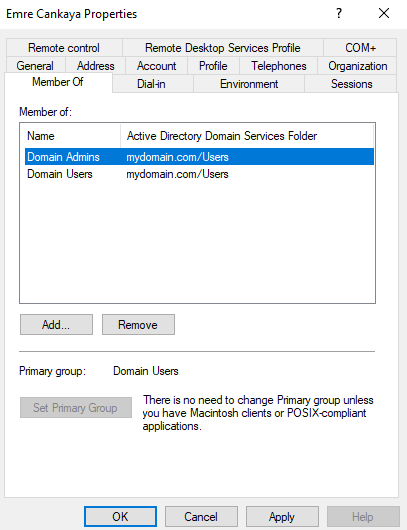 Emre Cankaya Properties
? ×
Remote control Remote Desktop Services Profile COM+
General Address Account Profile Telephones Organization
Member Of Dial-in Environment Sessions
Member of:
Name Active Directory Domain Services Folder
Domain Admins mydomain.com/Users
Domain Users mydomain.com/Users
Add... Remove
Primary group: Domain Users
Set Primary Group
There is no need to change Primary group unless
you have Macintosh clients or POSIX-compliant
applications.
OK Cancel Apply Help